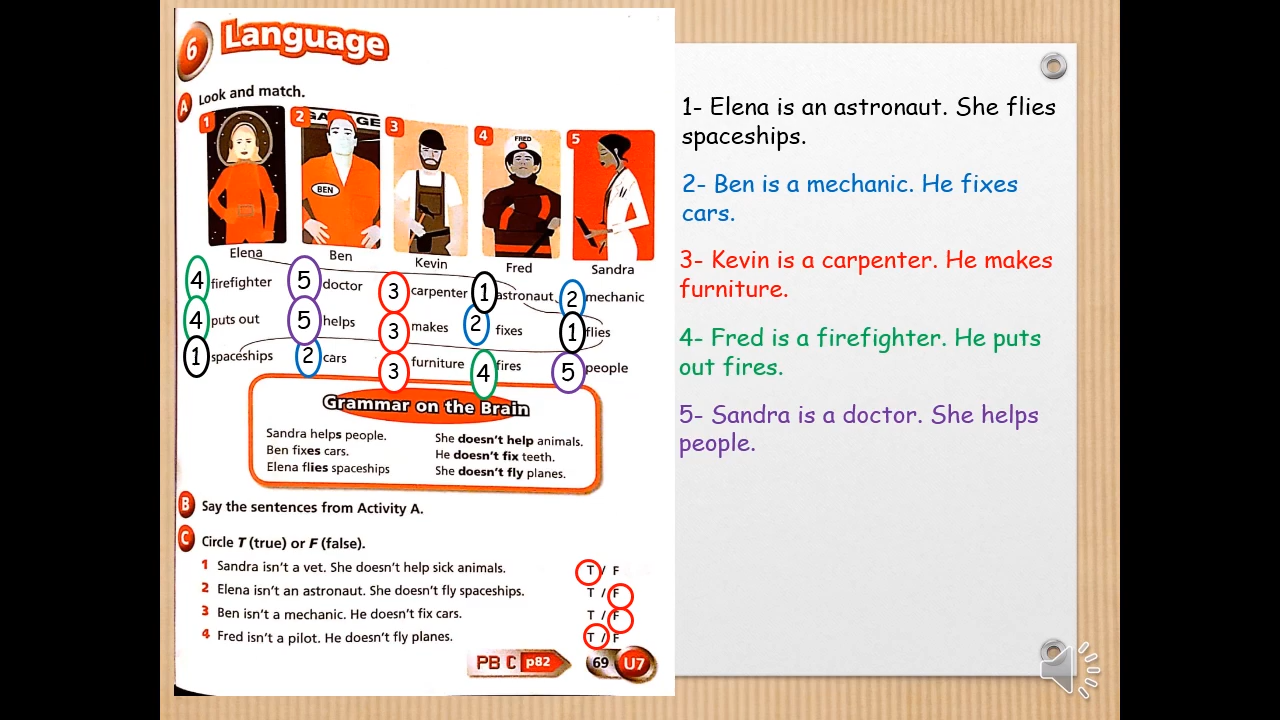 6 Language
A Look and match.
1 2 GARAGE 3 4 FRED 5
BEN
Elena Ben Kevin Fred Sandra
4 firefighter 5 doctor 3 carpenter 1 astronaut 2 mechanic
4 puts out 5 helps 3 makes 2 fixes 1 flies
1 spaceships 2 cars 3 furniture 4 fires 5 people
Grammar on the Brain
Sandra helps people. She doesn't help animals.
Ben fixes cars. He doesn't fix teeth.
Elena flies spaceships She doesn't fly planes.
B Say the sentences from Activity A.
C Circle T (true) or F (false).
1 Sandra isn't a vet. She doesn't help sick animals. T / F
2 Elena isn't an astronaut. She doesn't fly spaceships. T / F
3 Ben isn't a mechanic. He doesn't fix cars. T / F
4 Fred isn't a pilot. He doesn't fly planes. T / F
PB C p82 69 U7
1- Elena is an astronaut. She flies
spaceships.
2- Ben is a mechanic. He fixes
cars.
3- Kevin is a carpenter. He makes
furniture.
4- Fred is a firefighter. He puts
out fires.
5- Sandra is a doctor. She helps
people.